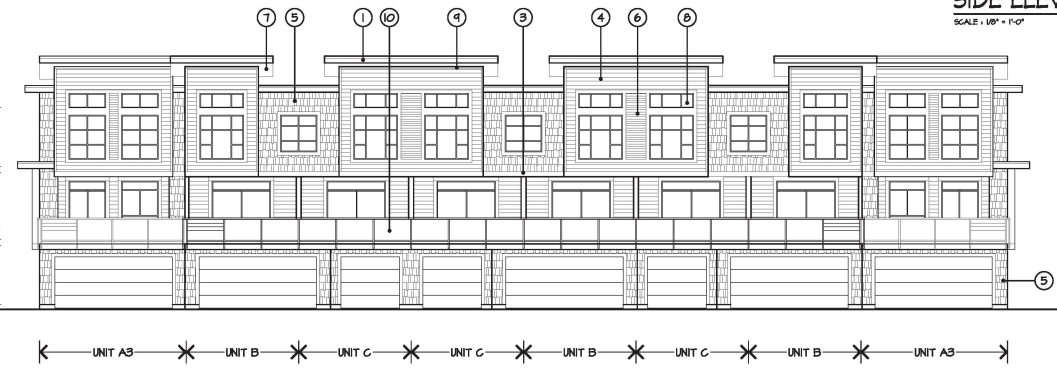 SIDE ELEV
SCALE : 1/8" = 1'-0"
7 5 1 10 9 3 4 6 8
5
UNIT A3 UNIT B UNIT C UNIT C UNIT B UNIT C UNIT B UNIT A3